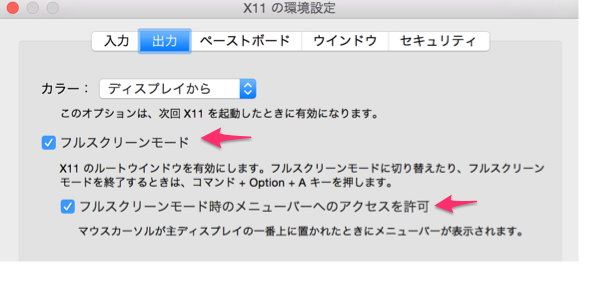 X11 の環境設定
入力 出力 ペーストボード ウインドウ セキュリティ
カラー： ディスプレイから
このオプションは、次回 X11 を起動したときに有効になります。
フルスクリーンモード
X11 のルートウインドウを有効にします。フルスクリーンモードに切り替えたり、フルスクリーン
モードを終了するときは、コマンド + Option + A キーを押します。
フルスクリーンモード時のメニューバーへのアクセスを許可
マウスカーソルが主ディスプレイの一番上に置かれたときにメニューバーが表示されます。